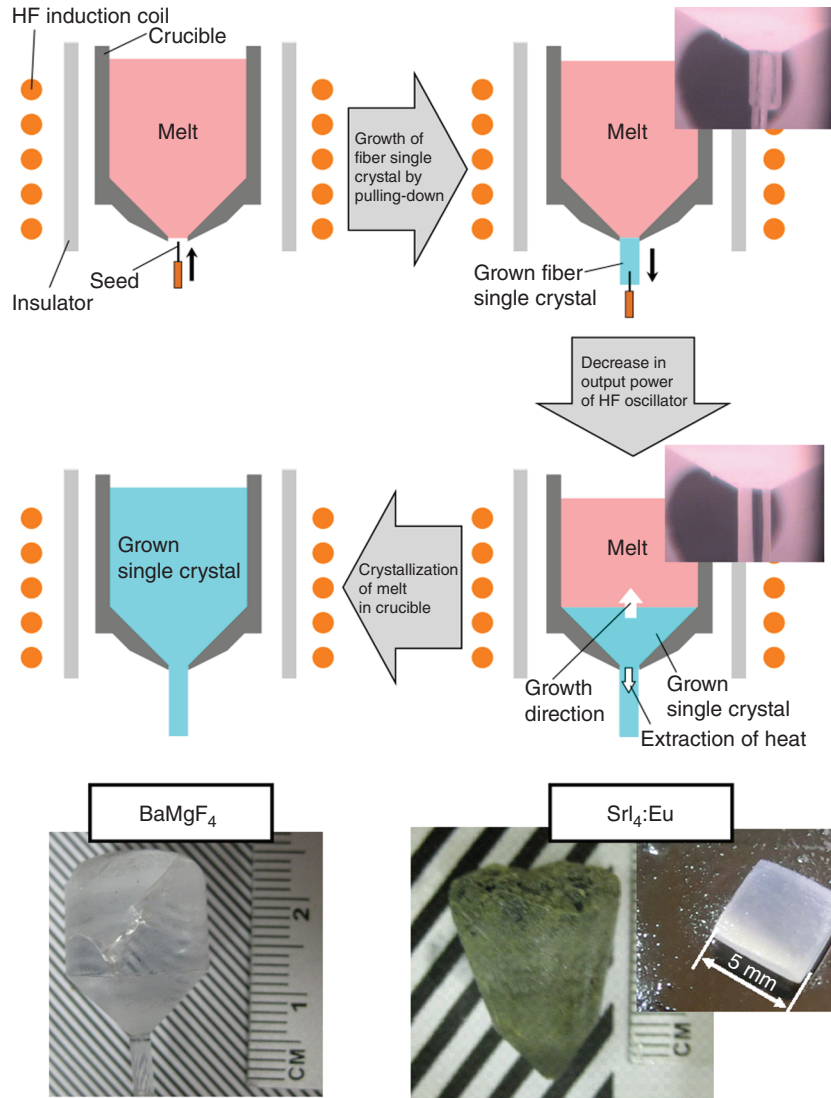 HF induction coil
Crucible
Melt
Seed
Insulator
Growth of
fiber single
crystal by
pulling-down
Melt
Grown fiber
single crystal
Decrease in
output power
of HF oscillator
Melt
Growth
direction
Grown
single crystal
Extraction of heat
Crystallization
of melt
in crucible
Grown
single crystal
BaMgF₄
2
1
CM
SrI₄:Eu
5 mm
CM